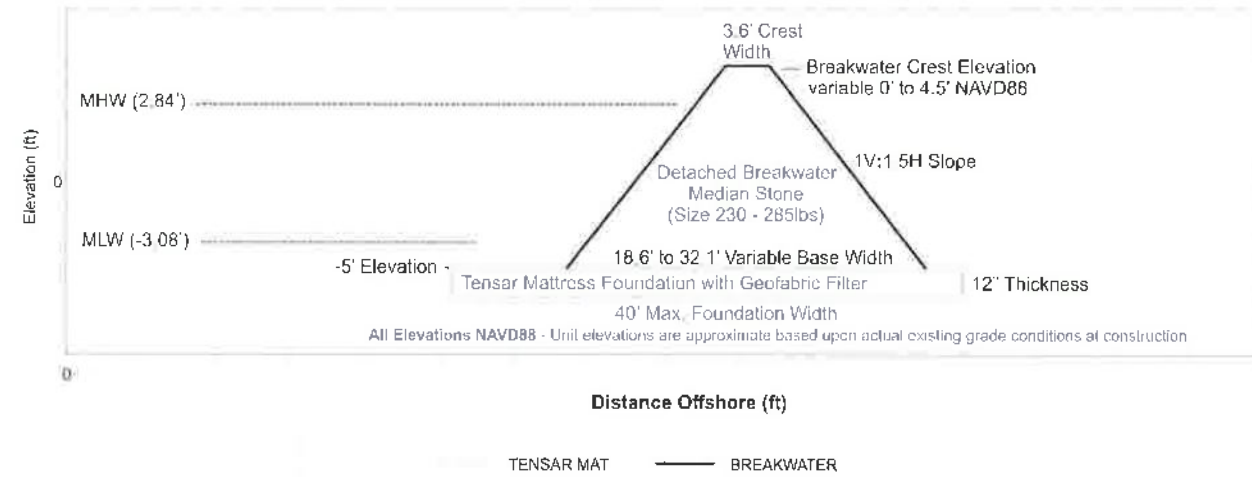 3.6' Crest
Width
Breakwater Crest Elevation
variable 0' to 4.5' NAVD88
MHW (2.84')
Elevation (ft)
0
1V:1 5H Slope
Detached Breakwater
Median Stone
(Size 230 - 285lbs)
MLW (-3.08')
18.6' to 32 1' Variable Base Width
-5' Elevation
Tensar Mattress Foundation with Geofabric Filter
12" Thickness
40' Max. Foundation Width
All Elevations NAVD88 - Unit elevations are approximate based upon actual existing grade conditions at construction
0
Distance Offshore (ft)
TENSAR MAT
BREAKWATER